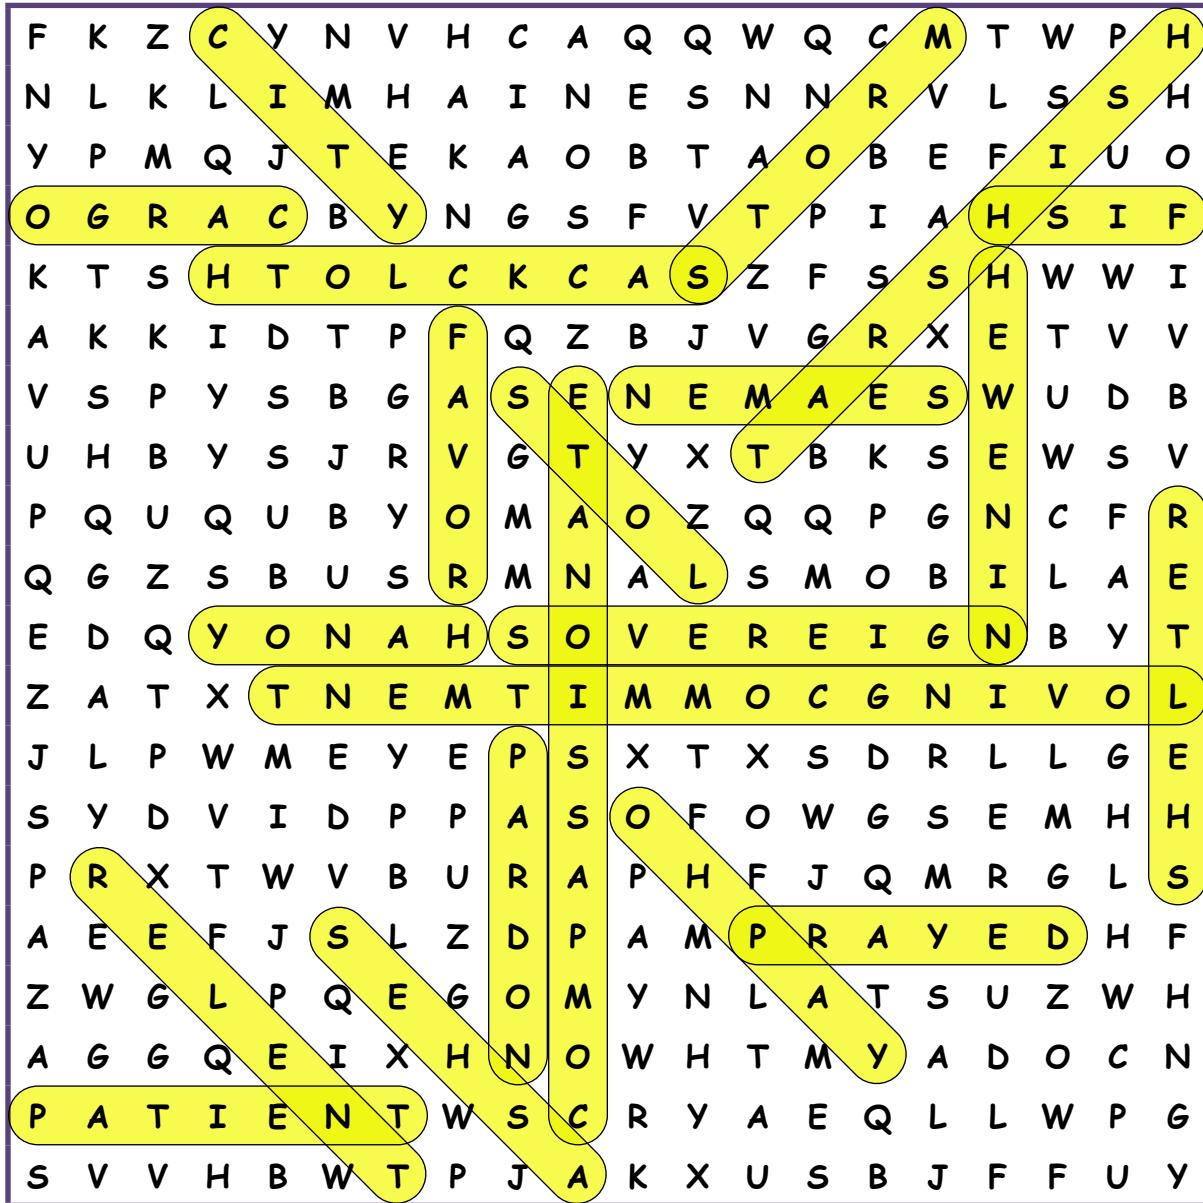 F K Z C Y N V H C A Q Q W Q C M T W P H
N L K L I M H A I N E S N N R V L S S H
Y P M Q J T E K A O B T A O B E F I U O
O G R A C B Y N G S F V T P I A H S I F
K T S H T O L C K C A S Z F S S H W W I
A K K I D T P F Q Z B J V G R X E T V V
V S P Y S B G A S E N E M A E S W U D B
U H B Y S J R V G T Y X T B K S E W S V
P Q U Q U B Y O M A O Z Q Q P G N C F R
Q G Z S B U S R M N A L S M O B I L A E
E D Q Y O N A H S O V E R E I G N B Y T
Z A T X T N E M T I M M O C G N I V O L
J L P W M E Y E P S X T X S D R L L G E
S Y D V I D P P A S O F O W G S E M H H
P R X T W V B U R A P H F J Q M R G L S
A E E F J S L Z D P A M P R A Y E D H F
Z W G L P Q E G O M Y N L A T S U Z W H
A G G Q E I X H N O W H T M Y A D O C N
P A T I E N T W S C R Y A E Q L L W P G
S V V H B W T P J A K X U S B J F F U Y